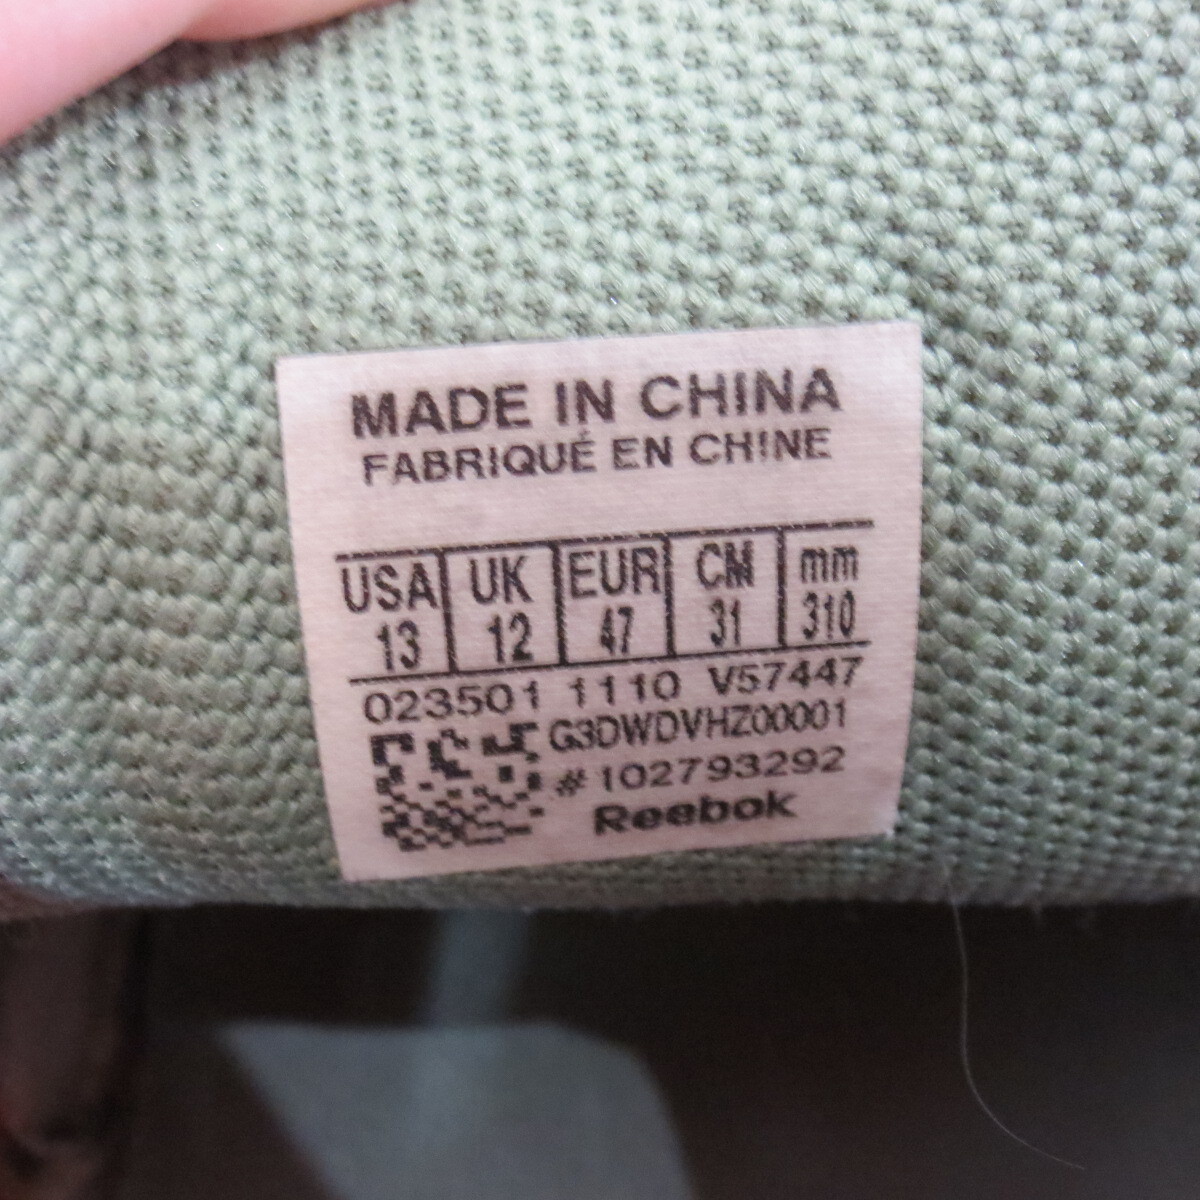 MADE IN CHINA
FABRIQUÉ EN CHINE
USA UK EUR CM mm
13 12 47 31 310
023501 1110 V57447
G3DWDVHZ00001
# 102793292
Reebok